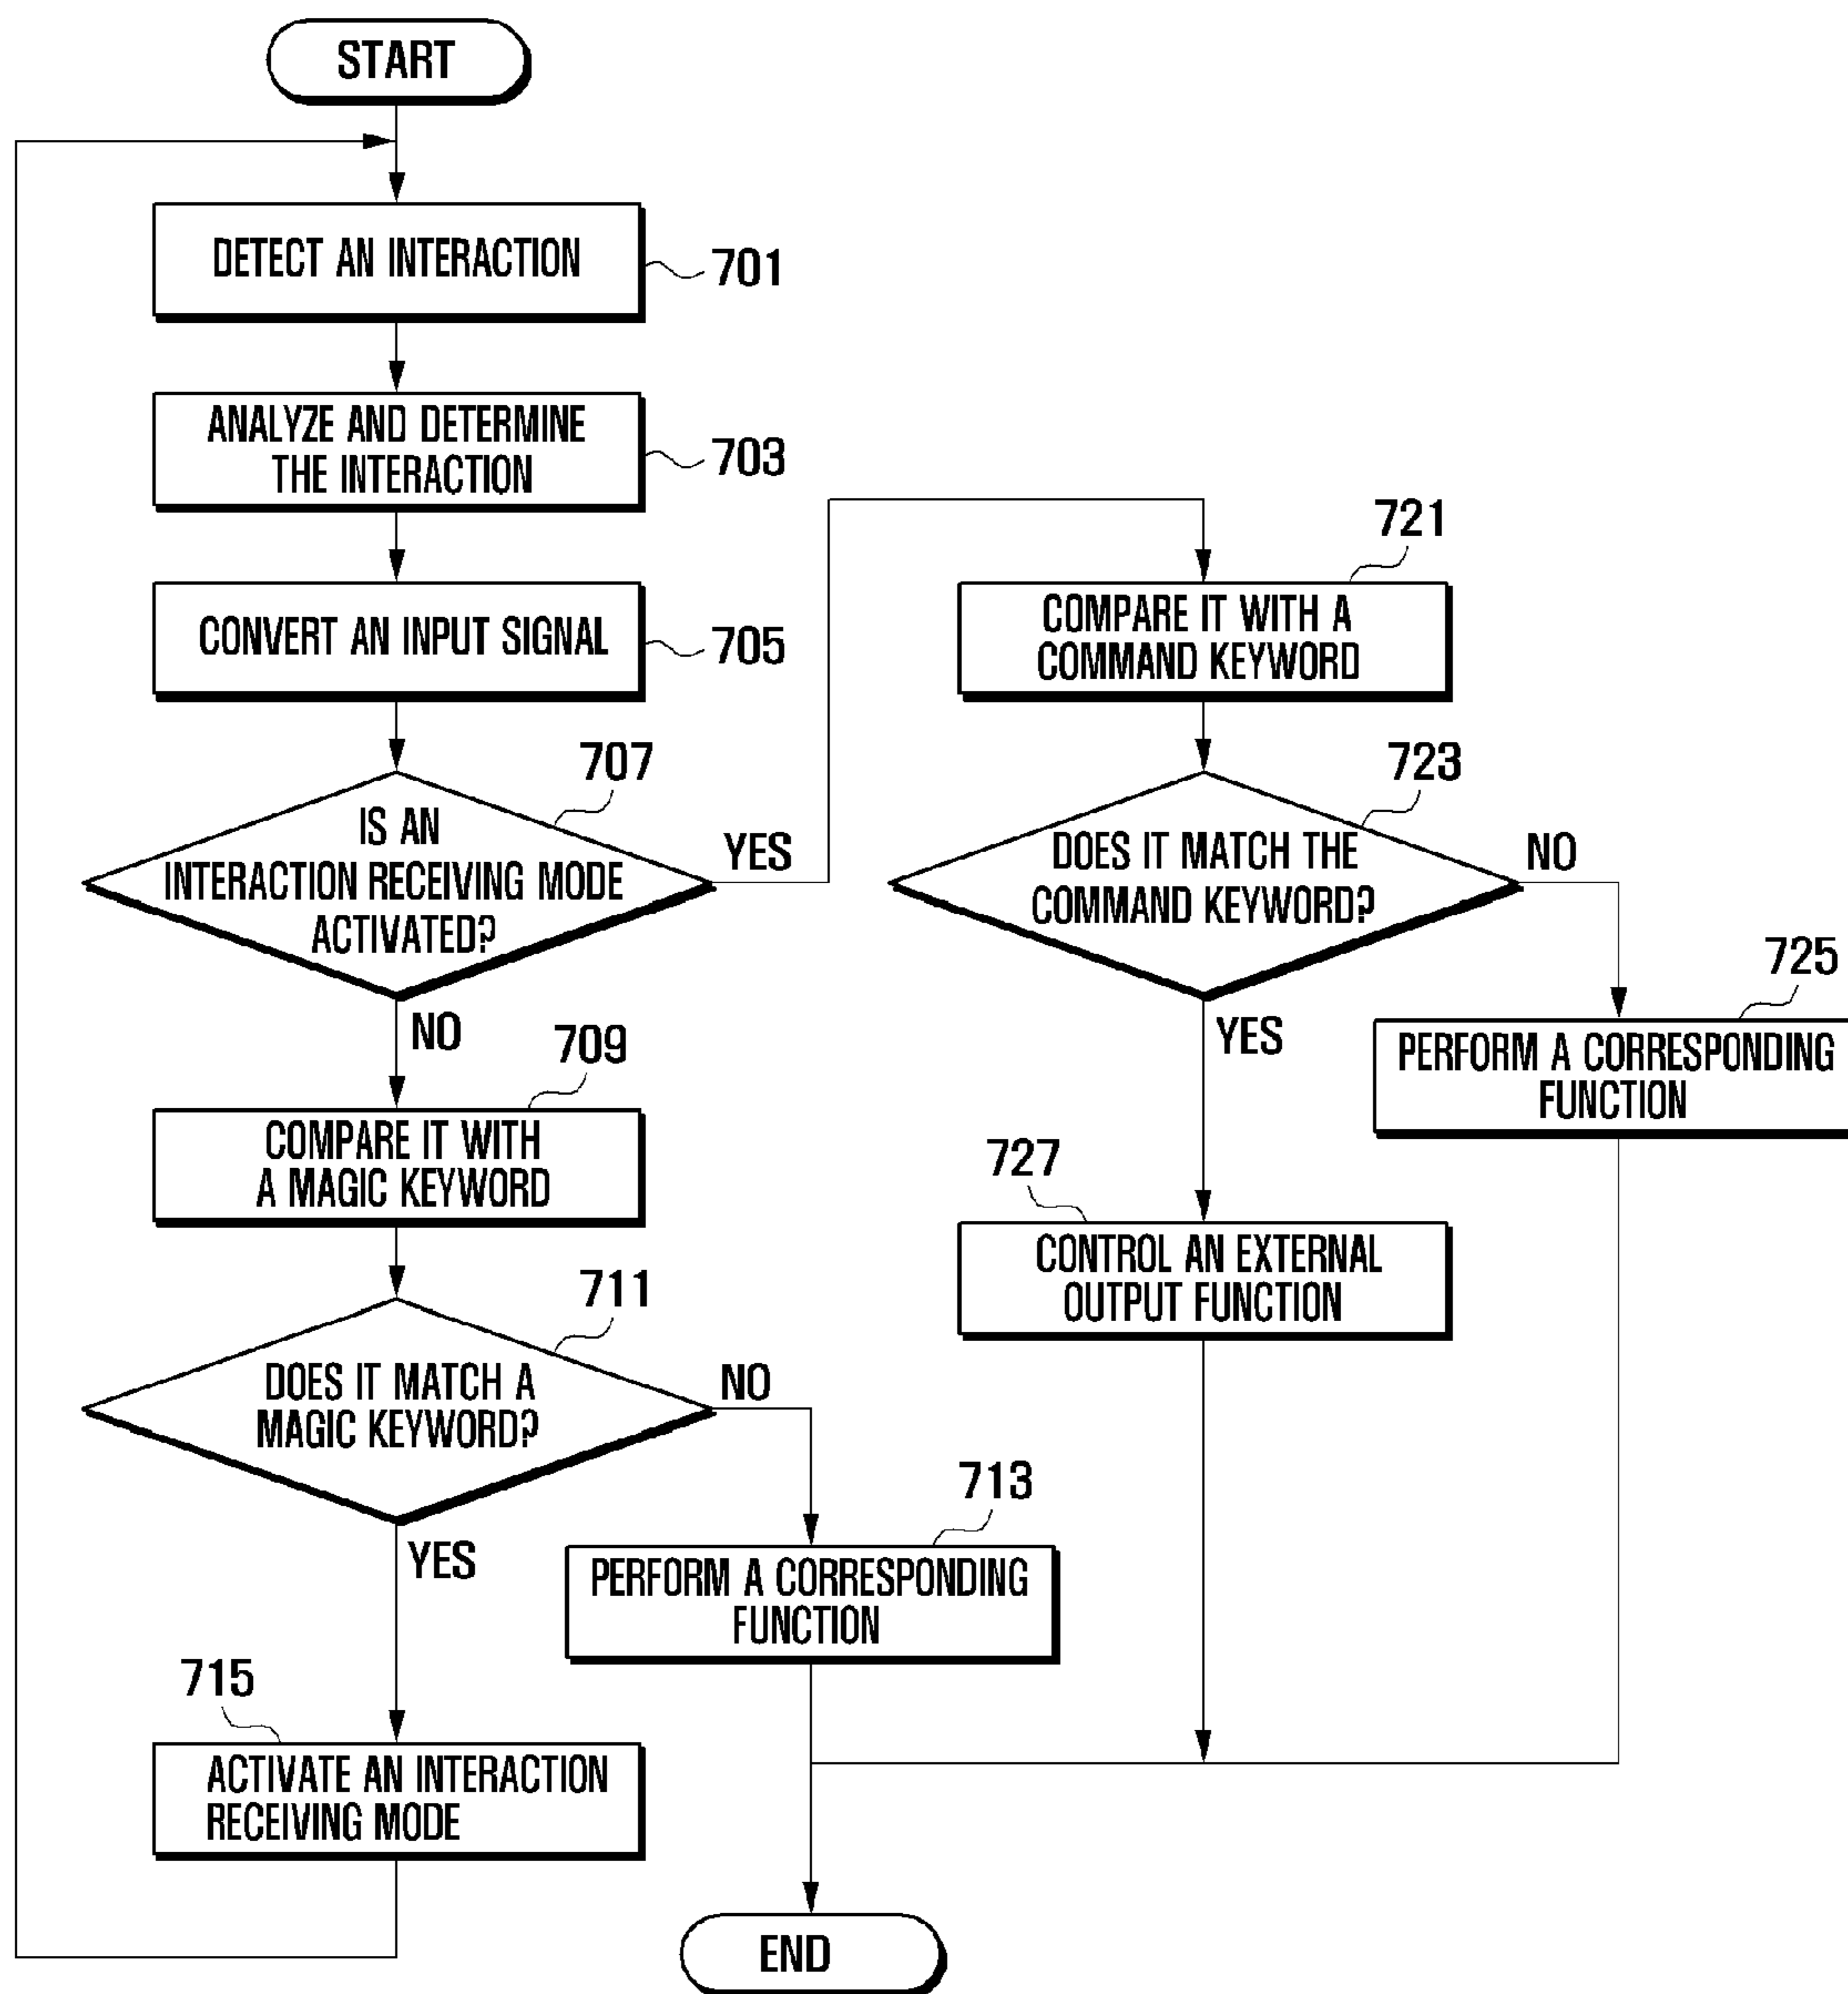 START
DETECT AN INTERACTION
701
ANALYZE AND DETERMINE
THE INTERACTION
703
CONVERT AN INPUT SIGNAL
705
707
IS AN
INTERACTION RECEIVING MODE
ACTIVATED?
YES
NO
709
COMPARE IT WITH
A MAGIC KEYWORD
711
DOES IT MATCH A
MAGIC KEYWORD?
NO
YES
713
PERFORM A CORRESPONDING
FUNCTION
715
ACTIVATE AN INTERACTION
RECEIVING MODE
721
COMPARE IT WITH A
COMMAND KEYWORD
723
DOES IT MATCH THE
COMMAND KEYWORD?
NO
YES
725
PERFORM A CORRESPONDING
FUNCTION
727
CONTROL AN EXTERNAL
OUTPUT FUNCTION
END